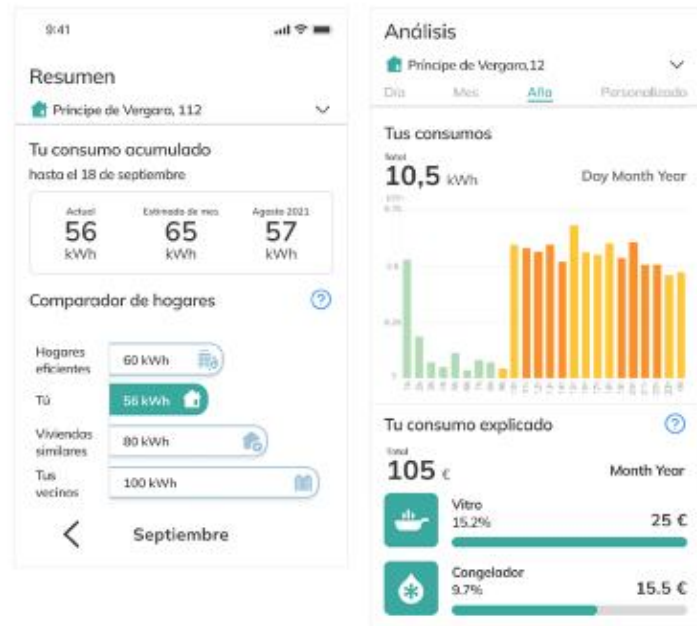 9:41
Resumen
Príncipe de Vergara, 112
Tu consumo acumulado
hasta el 18 de septiembre
Actual
56
kWh
Estimado de mes
65
kWh
Agosto 2021
57
kWh
Comparador de hogares
?
Hogares
eficientes
60 kWh
Tú
56 kWh
Viviendas
similares
80 kWh
Tus
vecinos
100 kWh
Septiembre
Análisis
Príncipe de Vergara,12
Día Mes Año Personalizado
Tus consumos
Total
10,5 kWh
Day Month Year
Tu consumo explicado
?
Total
105 €
Month Year
Vitro
15.2%
25 €
Congelador
9.7%
15.5 €